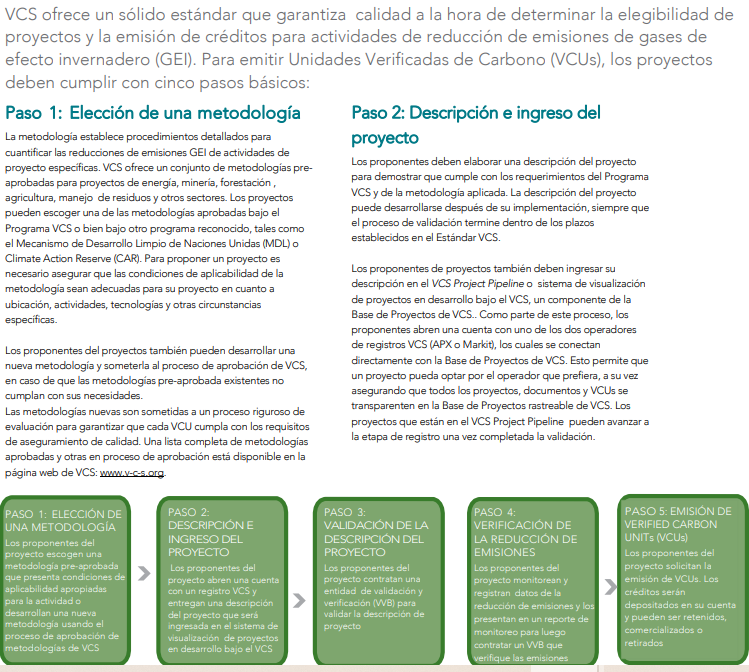 VCS ofrece un sólido estándar que garantiza calidad a la hora de determinar la elegibilidad de
proyectos y la emisión de créditos para actividades de reducción de emisiones de gases de
efecto invernadero (GEI). Para emitir Unidades Verificadas de Carbono (VCUs), los proyectos
deben cumplir con cinco pasos básicos:
Paso 1: Elección de una metodología
La metodología establece procedimientos detallados para
cuantificar las reducciones de emisiones GEI de actividades de
proyecto específicas. VCS ofrece un conjunto de metodologías pre-
aprobadas para proyectos de energía, minería, forestación ,
agricultura, manejo de residuos y otros sectores. Los proyectos
pueden escoger una de las metodologías aprobadas bajo el
Programa VCS o bien bajo otro programa reconocido, tales como
el Mecanismo de Desarrollo Limpio de Naciones Unidas (MDL) o
Climate Action Reserve (CAR). Para proponer un proyecto es
necesario asegurar que las condiciones de aplicabilidad de la
metodología sean adecuadas para su proyecto en cuanto a
ubicación, actividades, tecnologías y otras circunstancias
específicas.
Los proponentes del proyectos también pueden desarrollar una
nueva metodología y someterla al proceso de aprobación de VCS,
en caso de que las metodologías pre-aprobada existentes no
cumplan con sus necesidades.
Las metodologías nuevas son sometidas a un proceso riguroso de
evaluación para garantizar que cada VCU cumpla con los requisitos
de aseguramiento de calidad. Una lista completa de metodologías
aprobadas y otras en proceso de aprobación está disponible en la
página web de VCS: www.v-c-s.org.
Paso 2: Descripción e ingreso del
proyecto
Los proponentes deben elaborar una descripción del proyecto
para demostrar que cumple con los requerimientos del Programa
VCS y de la metodología aplicada. La descripción del proyecto
puede desarrollarse después de su implementación, siempre que
el proceso de validación termine dentro de los plazos
establecidos en el Estándar VCS.
Los proponentes de proyectos también deben ingresar su
descripción en el VCS Project Pipeline o sistema de visualización
de proyectos en desarrollo bajo el VCS, un componente de la
Base de Proyectos de VCS.. Como parte de este proceso, los
proponentes abren una cuenta con uno de los dos operadores
de registros VCS (APX o Markit), los cuales se conectan
directamente con la Base de Proyectos de VCS. Esto permite que
un proyecto pueda optar por el operador que prefiera, a su vez
asegurando que todos los proyectos, documentos y VCUs se
transparenten en la Base de Proyectos rastreable de VCS. Los
proyectos que están en el VCS Project Pipeline pueden avanzar a
la etapa de registro una vez completada la validación.
PASO 1: ELECCIÓN DE
UNA METODOLOGÍA
Los proponentes del
proyecto escogen una
metodología pre-aprobada
que presenta condiciones de
aplicabilidad apropiadas
para la actividad o
desarrollan una nueva
metodología usando el
proceso de aprobación de
metodologías de VCS
PASO 2:
DESCRIPCIÓN E
INGRESO DEL
PROYECTO
Los proponentes del
proyecto abren una cuenta
con un registro VCS y
entregan una descripción
del proyecto que será
ingresada en el sistema de
visualización de proyectos
en desarrollo bajo el VCS
PASO 3:
VALIDACIÓN DE LA
DESCRIPCIÓN DEL
PROYECTO
Los proponentes del
proyecto contratan una
entidad de validación y
verificación (VVB) para
validar la descripción de
proyecto
PASO 4:
VERIFICACIÓN DE
LA REDUCCIÓN DE
EMISIONES
Los proponentes del
proyecto monitorean y
registran datos de la
reducción de emisiones y los
presentan en un reporte de
monitoreo para luego
contratar un VVB que
verifique las emisiones
PASO 5: EMISIÓN DE
VERIFIED CARBON
UNITs (VCUs)
Los proponentes del
proyecto solicitan la
emisión de VCUs. Los
créditos serán
depositados en su cuenta
y pueden ser retenidos,
comercializados o
retirados